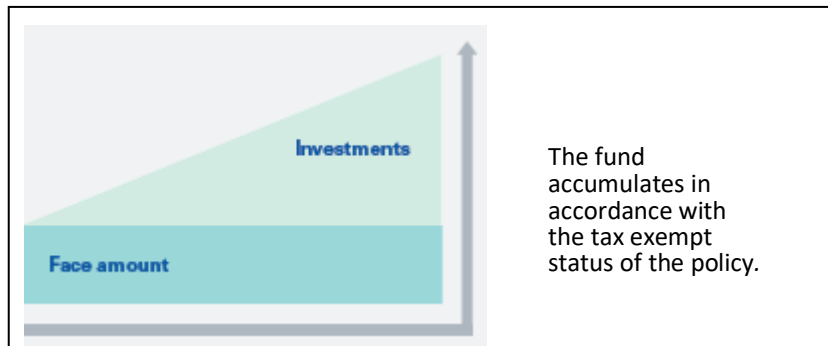 Investments
Face amount
The fund
accumulates in
accordance with
the tax exempt
status of the policy.